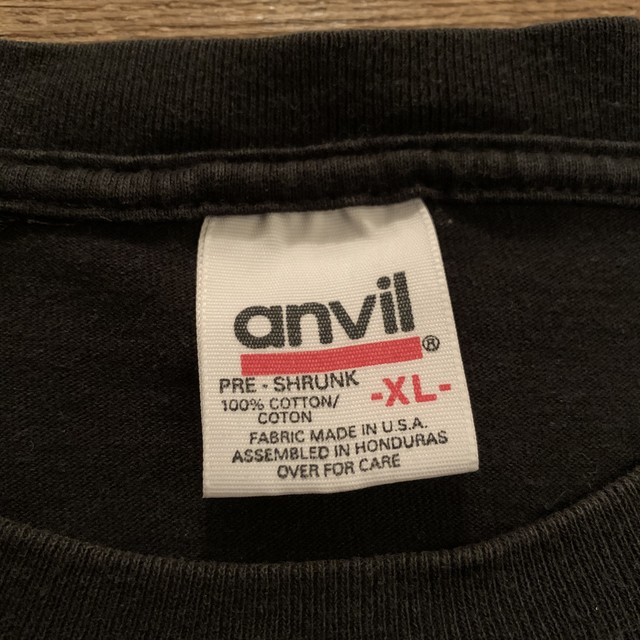 anvil®
PRE - SHRUNK
-XL-
100% COTTON/
COTON
FABRIC MADE IN U.S.A.
ASSEMBLED IN HONDURAS
OVER FOR CARE